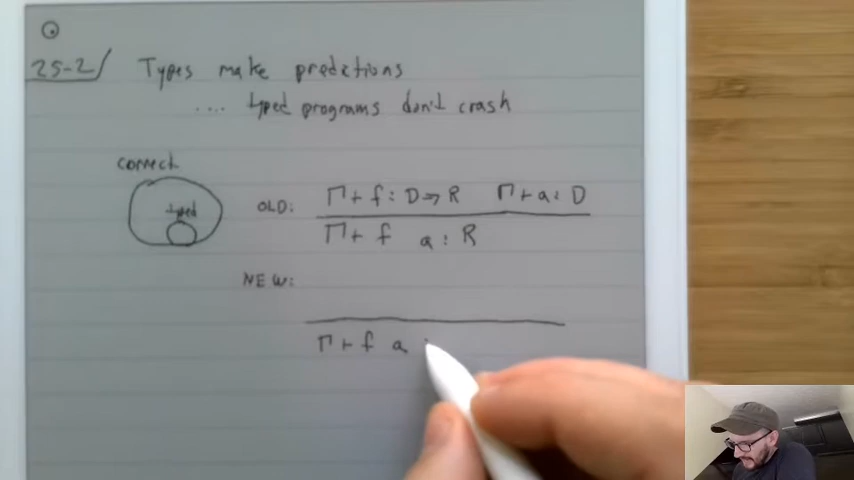 25-2/ Types make predictions
.... typed programs don't crash
correct
typed
OLD: Γ ⊢ f : D → R Γ ⊢ a : D
Γ ⊢ f a : R
NEW:
Γ ⊢ f a :